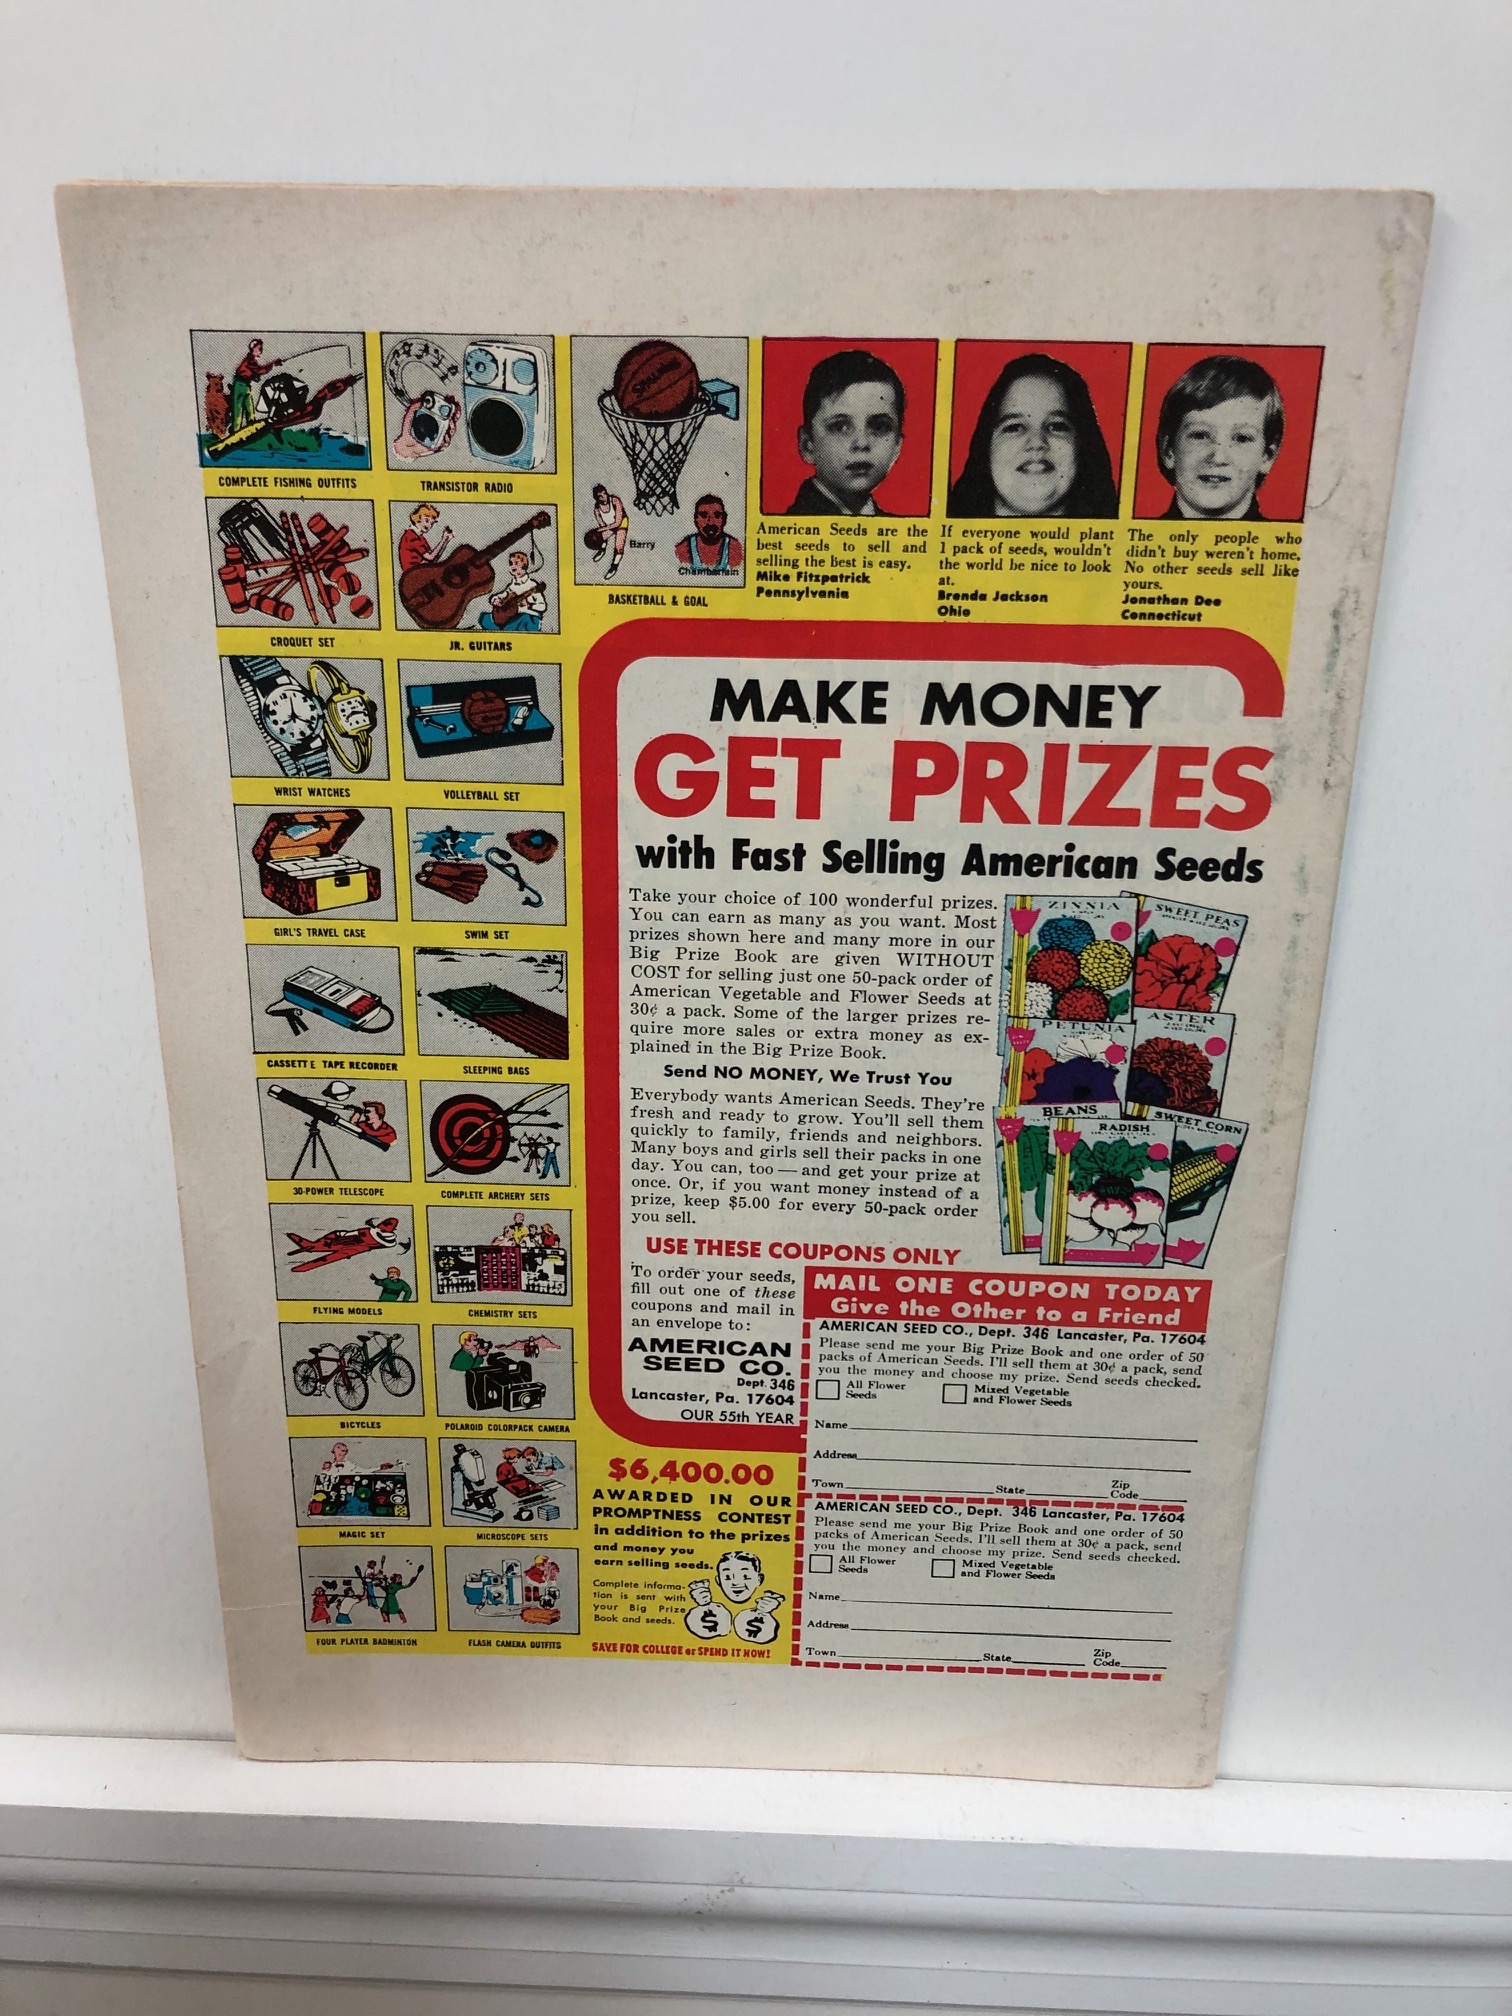 COMPLETE FISHING OUTFITS
TRANSISTOR RADIO
Spalding
Barry
Chamberlain
BASKETBALL & GOAL
CROQUET SET
JR. GUITARS
WRIST WATCHES
VOLLEYBALL SET
GIRL'S TRAVEL CASE
SWIM SET
CASSETTE TAPE RECORDER
SLEEPING BAGS
30-POWER TELESCOPE
COMPLETE ARCHERY SETS
FLYING MODELS
CHEMISTRY SETS
BICYCLES
POLAROID COLORPACK CAMERA
MAGIC SET
MICROSCOPE SETS
FOUR PLAYER BADMINTON
FLASH CAMERA OUTFITS
American Seeds are the
best seeds to sell and
selling the best is easy.
Mike Fitzpatrick
Pennsylvania
If everyone would plant
1 pack of seeds, wouldn't
the world be nice to look
at.
Brenda Jackson
Ohio
The only people who
didn't buy weren't home.
No other seeds sell like
yours.
Jonathan Dee
Connecticut
MAKE MONEY
GET PRIZES
with Fast Selling American Seeds
Take your choice of 100 wonderful prizes.
You can earn as many as you want. Most
prizes shown here and many more in our
Big Prize Book are given WITHOUT
COST for selling just one 50-pack order of
American Vegetable and Flower Seeds at
30¢ a pack. Some of the larger prizes re-
quire more sales or extra money as ex-
plained in the Big Prize Book.
Send NO MONEY, We Trust You
Everybody wants American Seeds. They're
fresh and ready to grow. You'll sell them
quickly to family, friends and neighbors.
Many boys and girls sell their packs in one
day. You can, too — and get your prize at
once. Or, if you want money instead of a
prize, keep $5.00 for every 50-pack order
you sell.
ZINNIA
SWEET PEAS
PETUNIA
ASTER
BEANS
RADISH
SWEET CORN
USE THESE COUPONS ONLY
To order your seeds,
fill out one of these
coupons and mail in
an envelope to:
AMERICAN
SEED CO.
Dept. 346
Lancaster, Pa. 17604
OUR 55th YEAR
MAIL ONE COUPON TODAY
Give the Other to a Friend
AMERICAN SEED CO., Dept. 346 Lancaster, Pa. 17604
Please send me your Big Prize Book and one order of 50
packs of American Seeds. I'll sell them at 30¢ a pack, send
you the money and choose my prize. Send seeds checked.
All Flower
Seeds
Mixed Vegetable
and Flower Seeds
Name
Address
Town State Zip
Code
AMERICAN SEED CO., Dept. 346 Lancaster, Pa. 17604
Please send me your Big Prize Book and one order of 50
packs of American Seeds. I'll sell them at 30¢ a pack, send
you the money and choose my prize. Send seeds checked.
All Flower
Seeds
Mixed Vegetable
and Flower Seeds
Name
Address
Town State Zip
Code
$6,400.00
AWARDED IN OUR
PROMPTNESS CONTEST
in addition to the prizes
and money you
earn selling seeds.
Complete informa-
tion is sent with
your Big Prize
Book and seeds.
$ $
SAVE FOR COLLEGE or SPEND IT NOW!